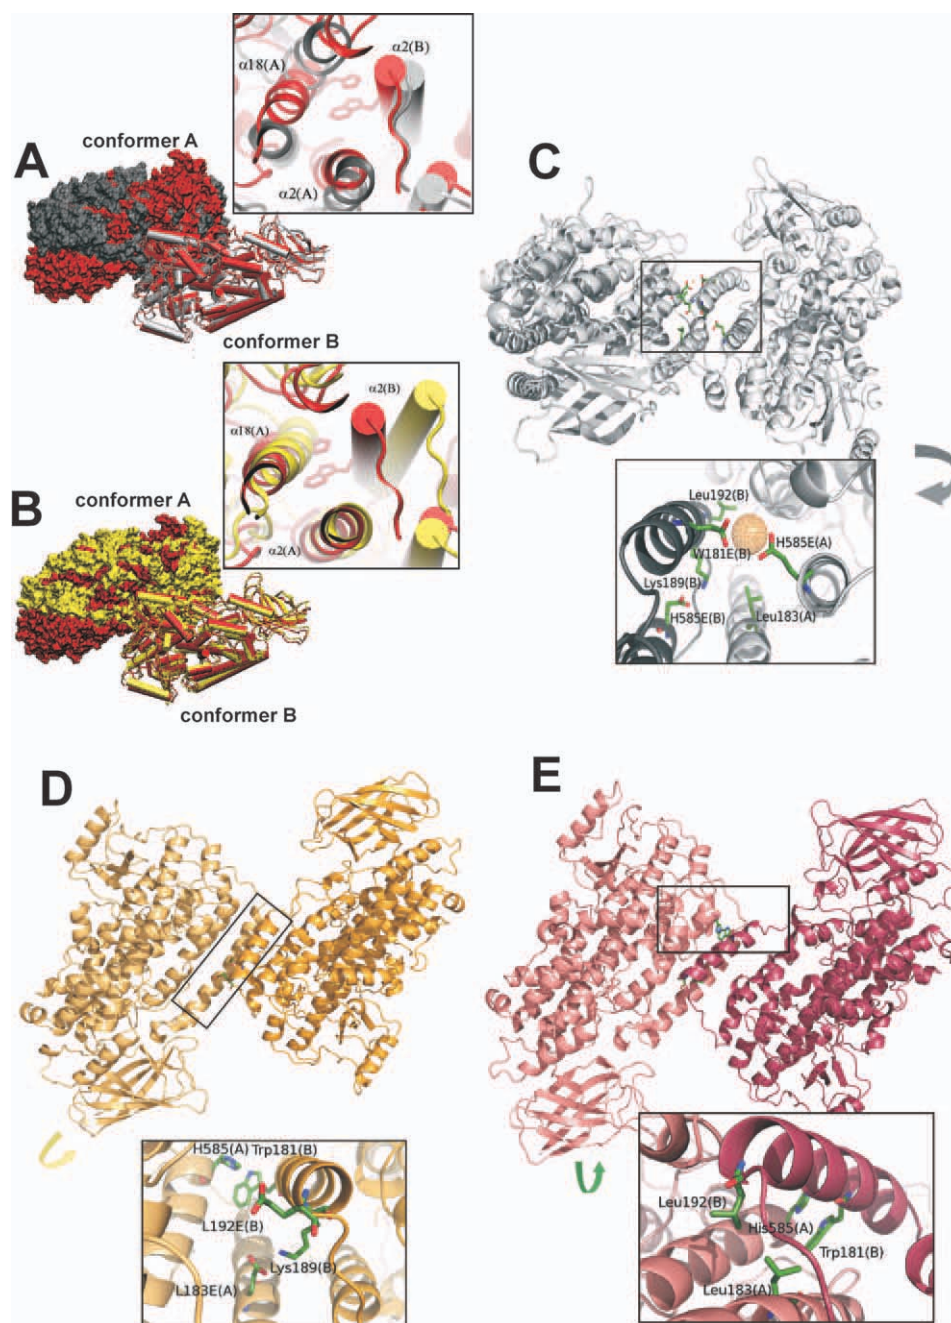 A
conformer A
α18(A)
α2(B)
α2(A)
conformer B
B
conformer A
α18(A)
α2(B)
α2(A)
conformer B
C
Leu192(B)
H585E(A)
W181E(B)
Lys189(B)
H585E(B)
Leu183(A)
D
H585(A) Trp181(B)
L192E(B)
Lys189(B)
L183E(A)
E
Leu192(B)
His585(A)
Trp181(B)
Leu183(A)